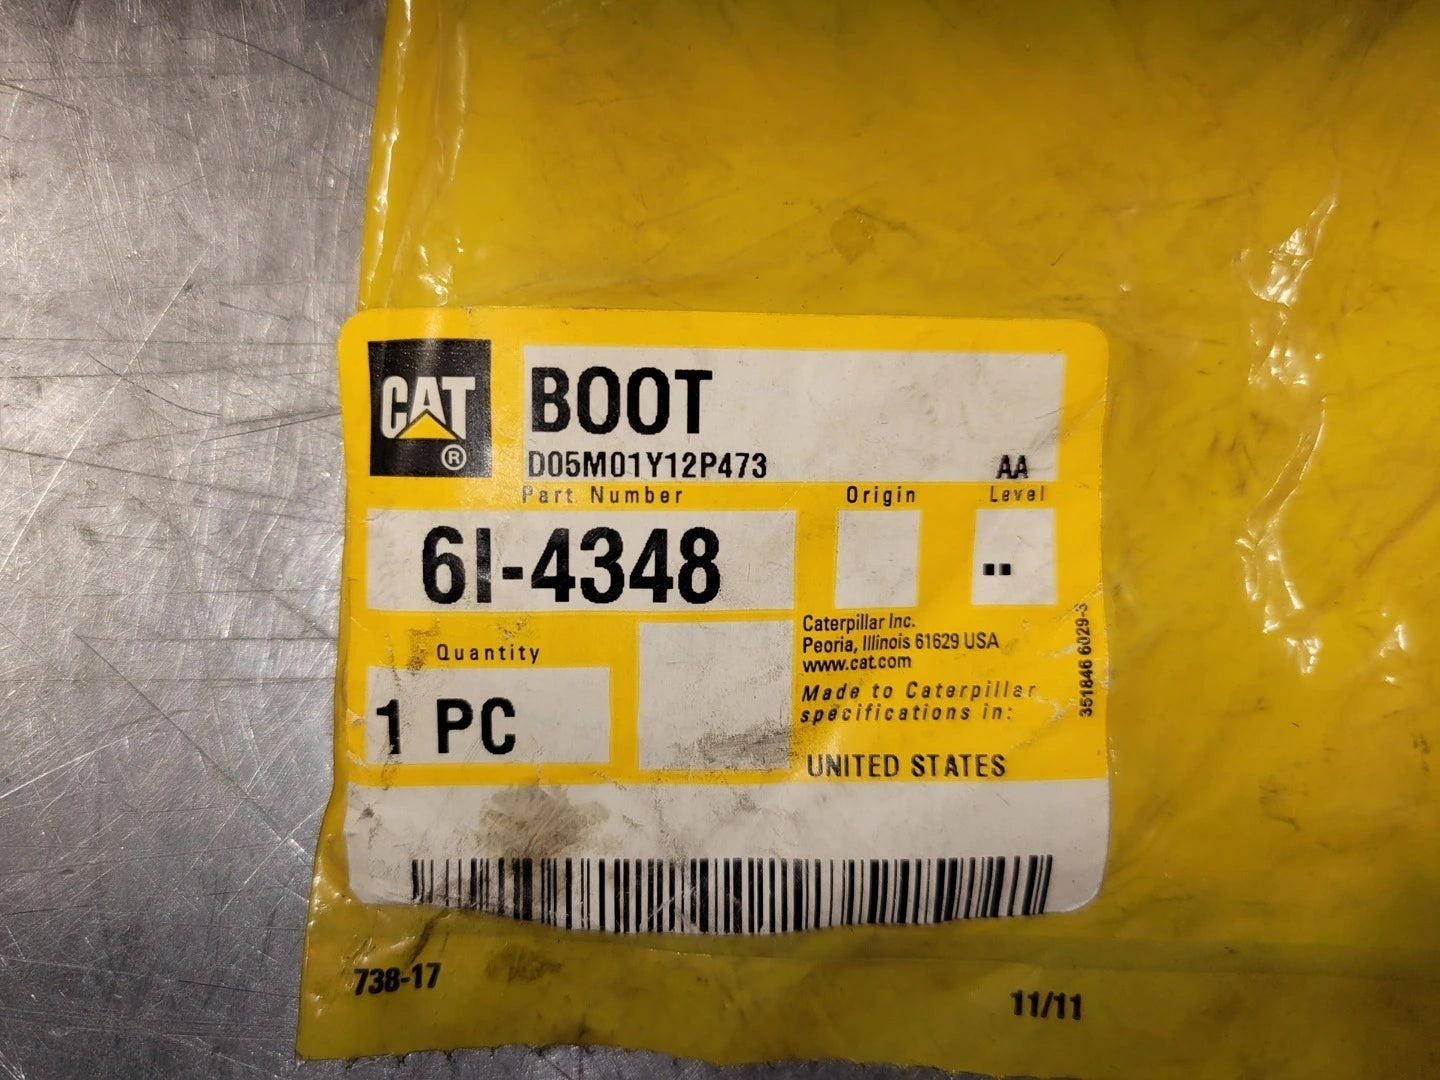 CAT
®
BOOT
D05M01Y12P473
AA
Part Number
Origin
Level
6I-4348
..
Caterpillar Inc.
Peoria, Illinois 61629 USA
www.cat.com
Quantity
1 PC
Made to Caterpillar
specifications in:
UNITED STATES
351846 6029-3
738-17
11/11